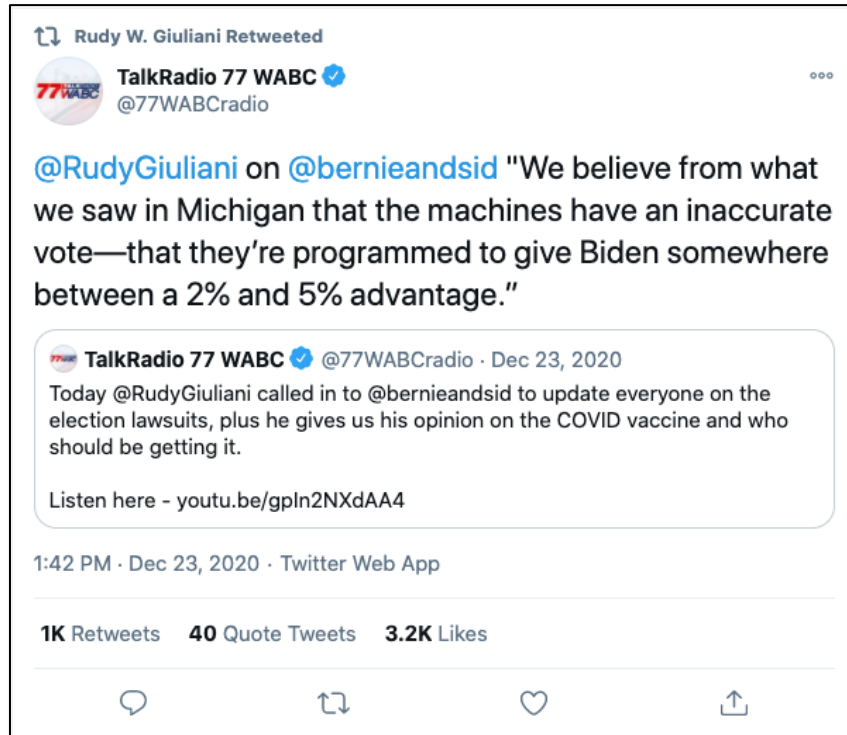 Rudy W. Giuliani Retweeted
77 WABC
TalkRadio 77 WABC
@77WABCradio
@RudyGiuliani on @bernieandsid "We believe from what
we saw in Michigan that the machines have an inaccurate
vote—that they’re programmed to give Biden somewhere
between a 2% and 5% advantage.”
TalkRadio 77 WABC @77WABCradio · Dec 23, 2020
Today @RudyGiuliani called in to @bernieandsid to update everyone on the
election lawsuits, plus he gives us his opinion on the COVID vaccine and who
should be getting it.
Listen here - youtu.be/gpIn2NXdAA4
1:42 PM · Dec 23, 2020 · Twitter Web App
1K Retweets 40 Quote Tweets 3.2K Likes